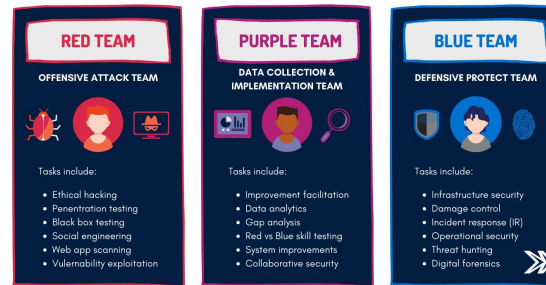 RED TEAM
OFFENSIVE ATTACK TEAM
Tasks include:
• Ethical hacking
• Penentration testing
• Black box testing
• Social engineering
• Web app scanning
• Vulernability exploitation
PURPLE TEAM
DATA COLLECTION &
IMPLEMENTATION TEAM
Tasks include:
• Improvement facilitation
• Data analytics
• Gap analysis
• Red vs Blue skill testing
• System improvements
• Collaborative security
BLUE TEAM
DEFENSIVE PROTECT TEAM
Tasks include:
• Infrastructure security
• Damage control
• Incident response (IR)
• Operational security
• Threat hunting
• Digital forensics